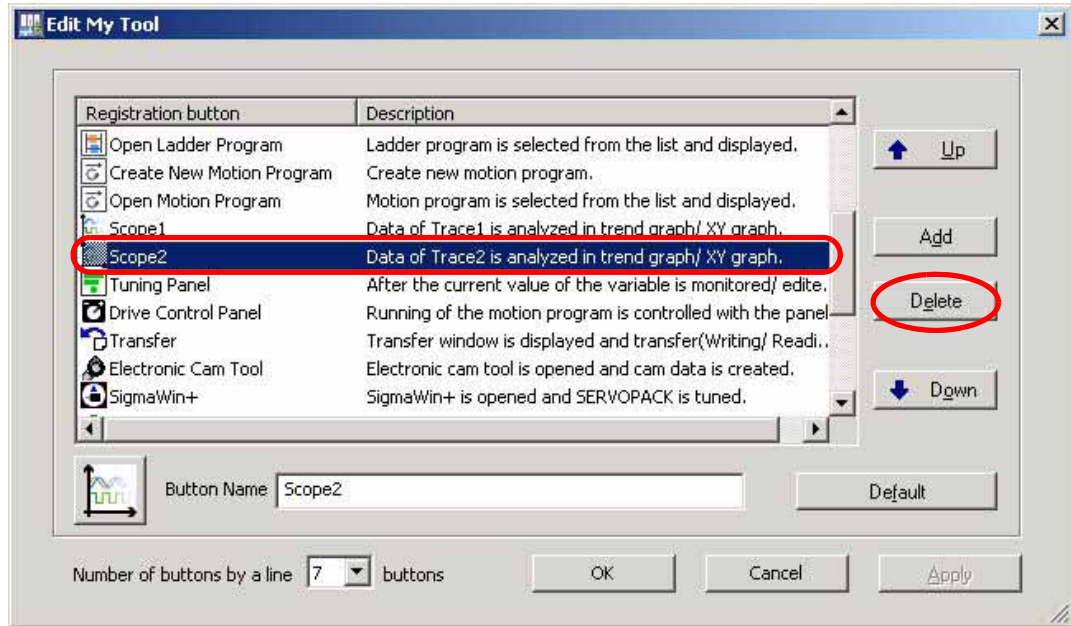 Edit My Tool
Registration button Description
Open Ladder Program Ladder program is selected from the list and displayed.
Create New Motion Program Create new motion program.
Open Motion Program Motion program is selected from the list and displayed.
Scope1 Data of Trace1 is analyzed in trend graph/ XY graph.
Scope2 Data of Trace2 is analyzed in trend graph/ XY graph.
Tuning Panel After the current value of the variable is monitored/ edite.
Drive Control Panel Running of the motion program is controlled with the panel
Transfer Transfer window is displayed and transfer(Writing/ Readi..
Electronic Cam Tool Electronic cam tool is opened and cam data is created.
SigmaWin+ SigmaWin+ is opened and SERVOPACK is tuned.
Up
Add
Delete
Down
Button Name Scope2 Default
Number of buttons by a line 7 buttons OK Cancel Apply